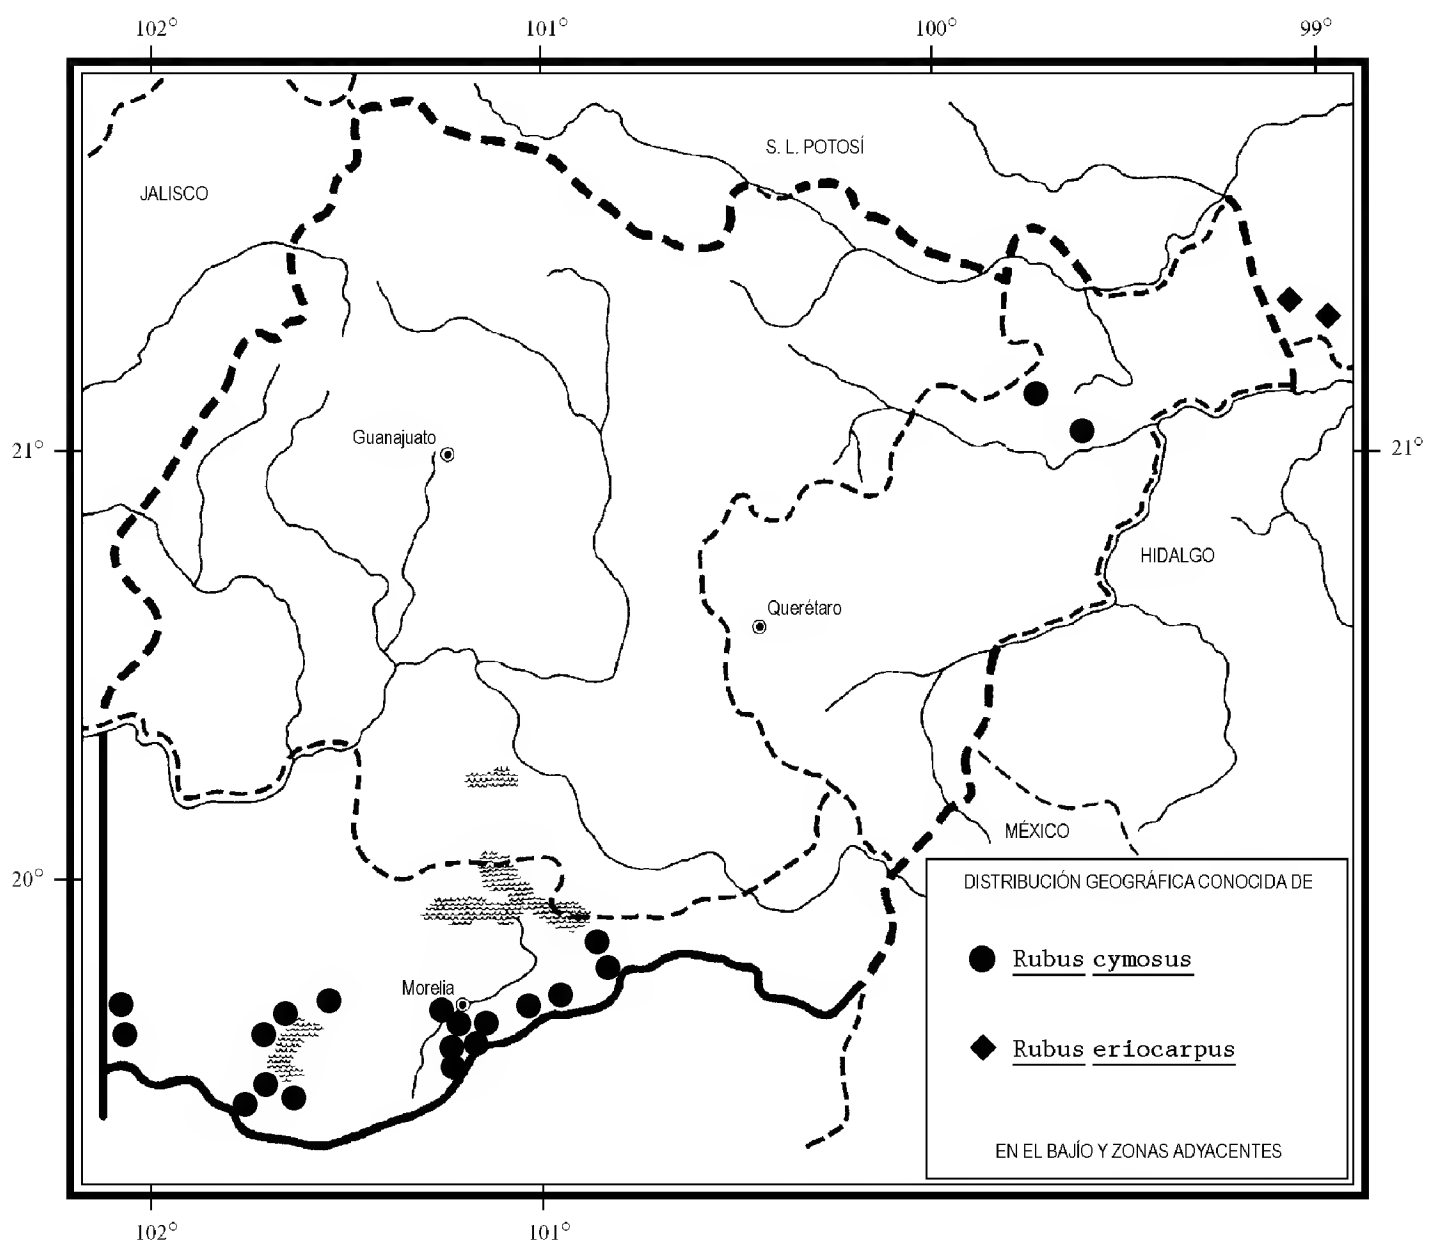 102° 101° 100° 99°
S. L. POTOSÍ
JALISCO
Guanajuato
21° 21°
HIDALGO
Querétaro
MÉXICO
20°
DISTRIBUCIÓN GEOGRÁFICA CONOCIDA DE
Rubus cymosus
Morelia
Rubus eriocarpus
EN EL BAJÍO Y ZONAS ADYACENTES
102° 101°